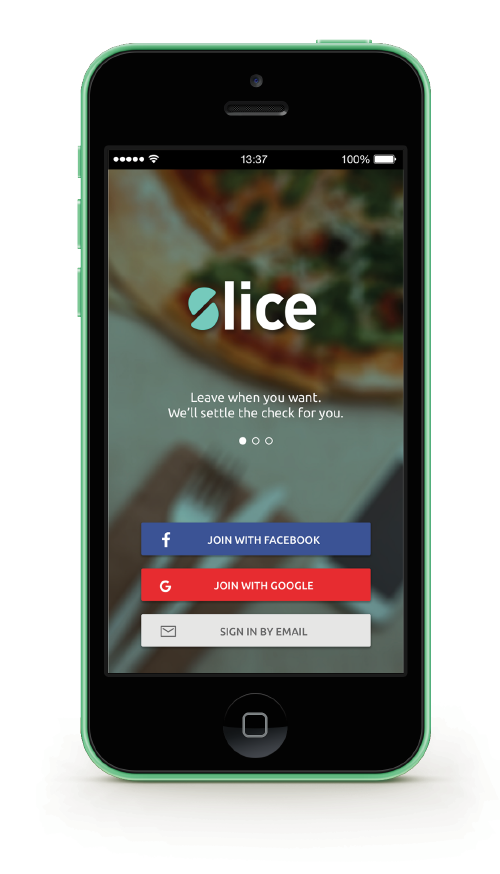 13:37
100%
Slice
Leave when you want.
We'll settle the check for you.
JOIN WITH FACEBOOK
JOIN WITH GOOGLE
SIGN IN BY EMAIL